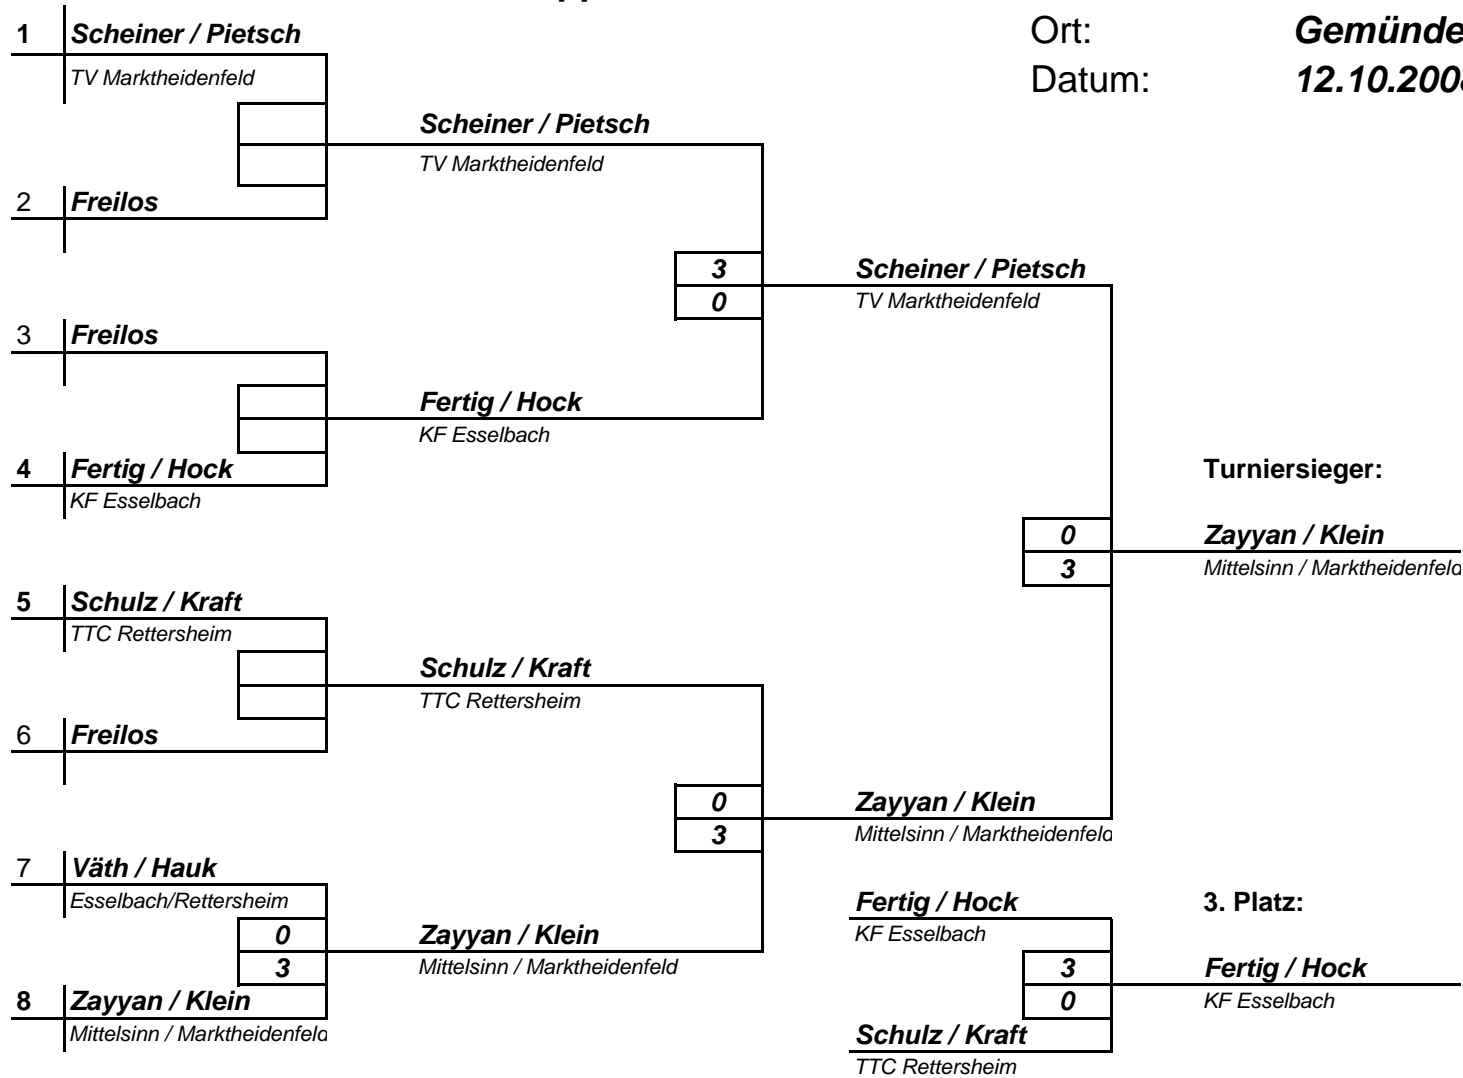 Ort: Gemünde
Datum: 12.10.200
1 Scheiner / Pietsch
TV Marktheidenfeld
Scheiner / Pietsch
TV Marktheidenfeld
2 Freilos
3
0
Scheiner / Pietsch
TV Marktheidenfeld
3 Freilos
Fertig / Hock
KF Esselbach
4 Fertig / Hock
KF Esselbach
Turniersieger:
0
3
Zayyan / Klein
Mittelsinn / Marktheidenfeld
5 Schulz / Kraft
TTC Rettersheim
Schulz / Kraft
TTC Rettersheim
6 Freilos
0
3
Zayyan / Klein
Mittelsinn / Marktheidenfeld
7 Väth / Hauk
Esselbach/Rettersheim
0
3
Zayyan / Klein
Mittelsinn / Marktheidenfeld
8 Zayyan / Klein
Mittelsinn / Marktheidenfeld
Fertig / Hock
KF Esselbach
3. Platz:
3
0
Fertig / Hock
KF Esselbach
Schulz / Kraft
TTC Rettersheim